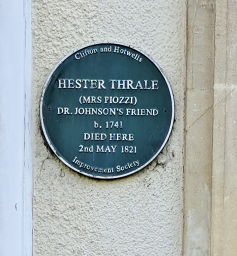 Clifton and Hotwells
HESTER THRALE
(MRS PIOZZI)
DR. JOHNSON'S FRIEND
b. 1741
DIED HERE
2nd MAY 1821
Improvement Society